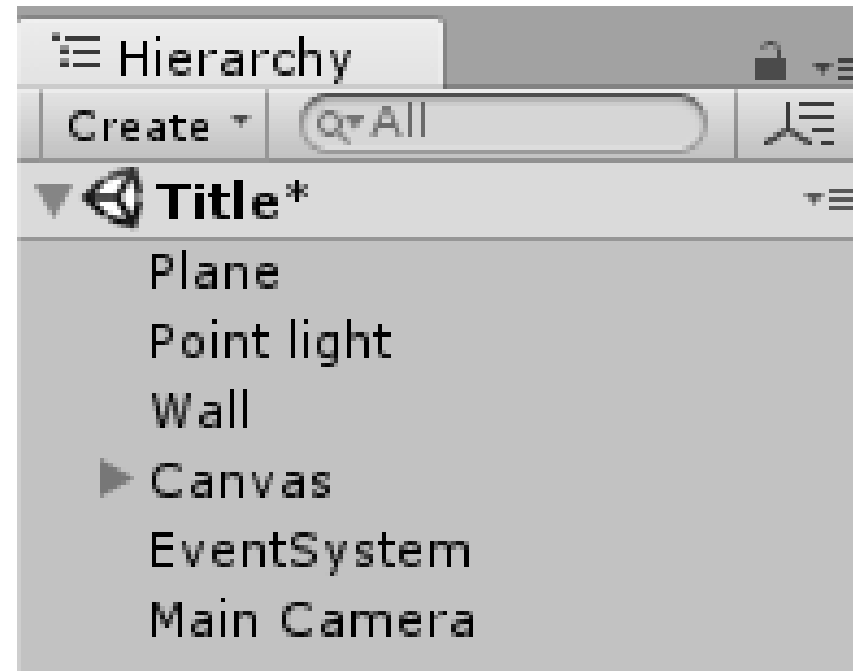 Hierarchy
Create All
Title*
Plane
Point light
Wall
Canvas
EventSystem
Main Camera